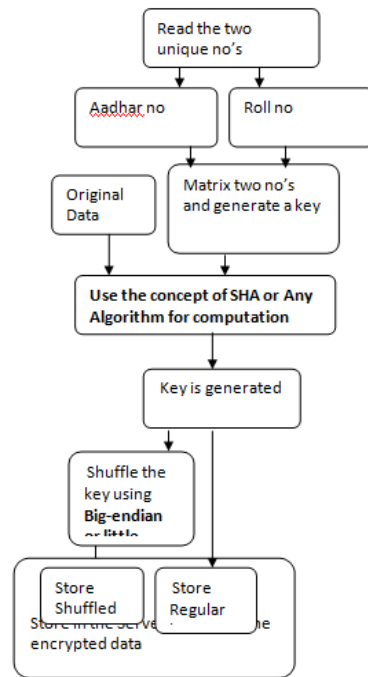 Read the two
unique no's
Aadhar no
Roll no
Original
Data
Matrix two no's
and generate a key
Use the concept of SHA or Any
Algorithm for computation
Key is generated
Shuffle the
key using
Big-endian
or little
Store
Shuffled
Store
Regular
Store in the
encrypted data